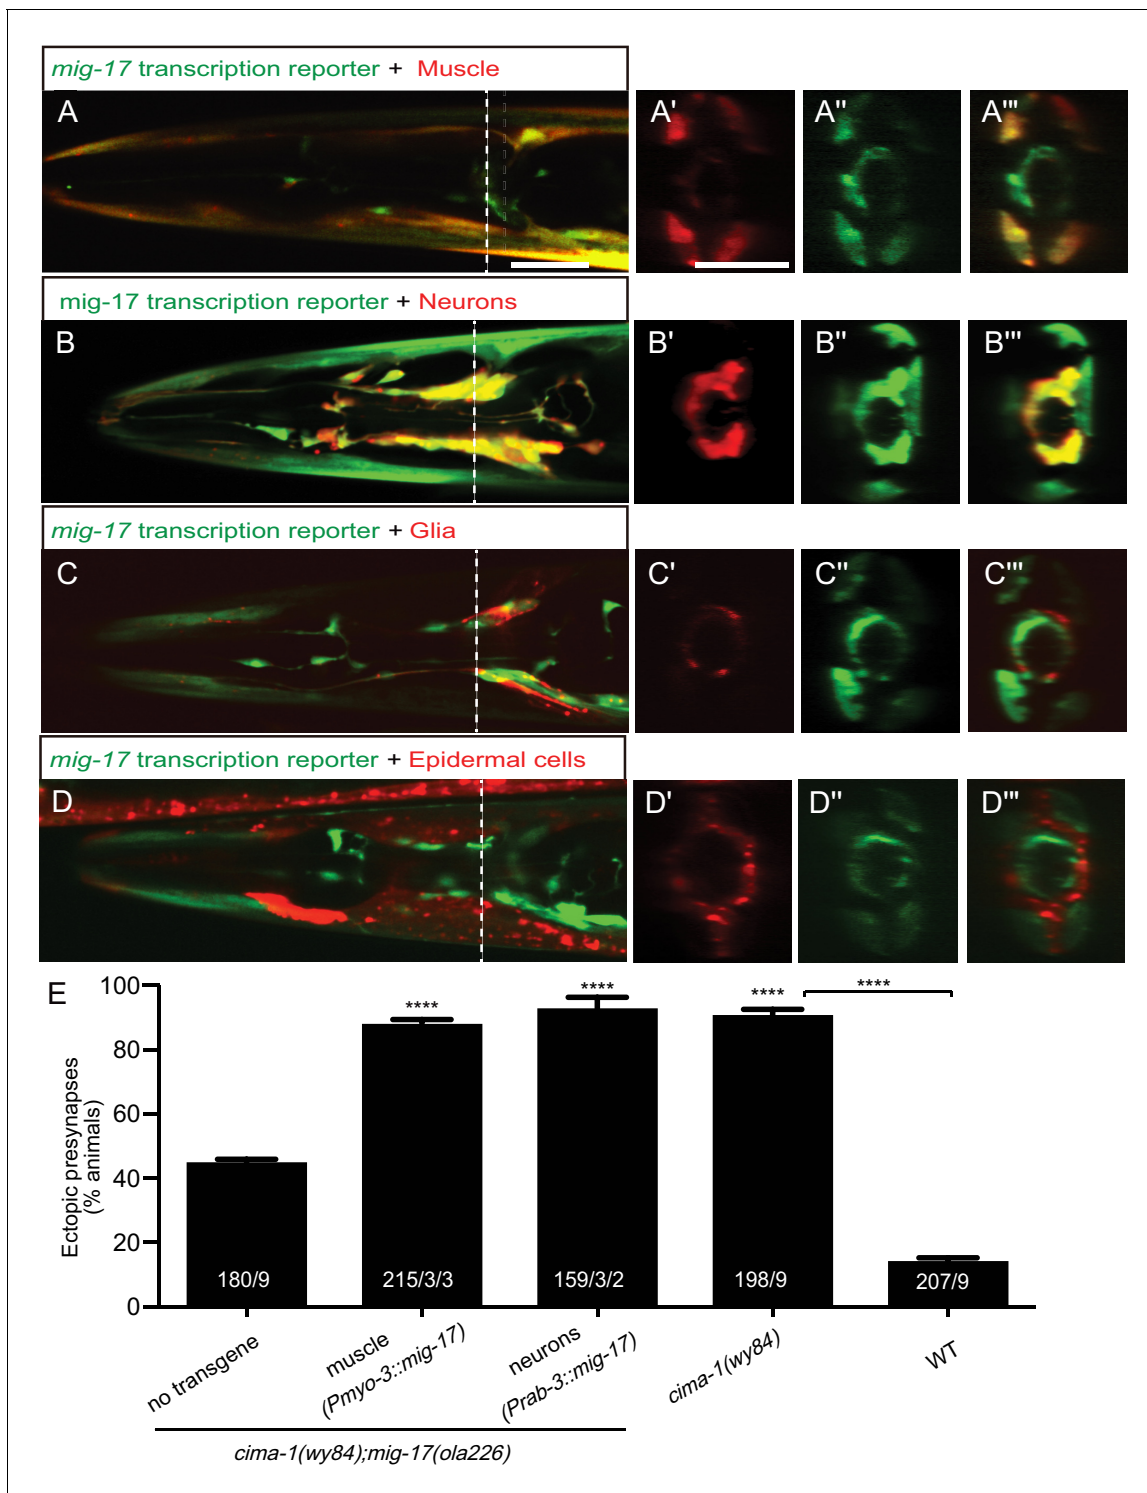 mig-17 transcription reporter + Muscle
A
A'
A''
A'''
mig-17 transcription reporter + Neurons
B
B'
B''
B'''
mig-17 transcription reporter + Glia
C
C'
C''
C'''
mig-17 transcription reporter + Epidermal cells
D
D'
D''
D'''
E
Ectopic presynapses
(% animals)
100
80
60
40
20
0
****
****
****
****
180/9
215/3/3
159/3/2
198/9
207/9
no transgene
muscle
(Pmyo-3::mig-17)
neurons
(Prab-3::mig-17)
cima-1(wy84)
WT
cima-1(wy84);mig-17(ola226)